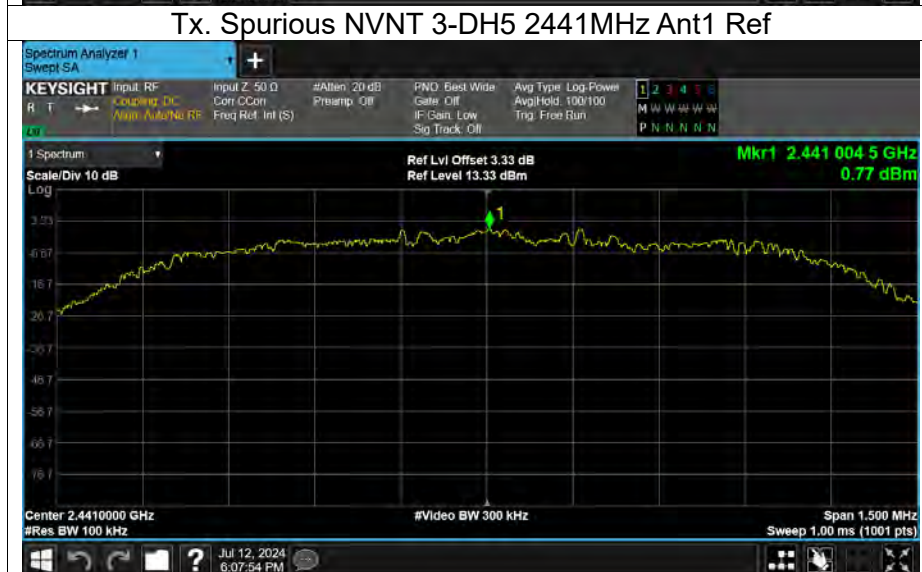 Tx. Spurious NVNT 3-DH5 2441MHz Ant1 Ref
Spectrum Analyzer 1
Swept SA
+
KEYSIGHT Input: RF Input Z: 50 Ω #Atten: 20 dB PNO: Best Wide Avg Type: Log-Power 1 2 3 4 5 6
R T Coupling: DC Corr CCorr Preamp: Off Gate: Off Avg|Hold: 100/100 M W W W W W
Align: Auto/No RF Freq Ref: Int (S) IF Gain: Low Trig: Free Run
Sig Track: Off P N N N N N
1 Spectrum
Ref Lvl Offset 3.33 dB
Mkr1 2.441 004 5 GHz
Scale/Div 10 dB
Ref Level 13.33 dBm
0.77 dBm
Log
3.33
1
-6.67
-16.7
-26.7
-36.7
-46.7
-56.7
-66.7
-76.7
Center 2.4410000 GHz
#Video BW 300 kHz
Span 1.500 MHz
#Res BW 100 kHz
Sweep 1.00 ms (1001 pts)
?
Jul 12, 2024
6:07:54 PM